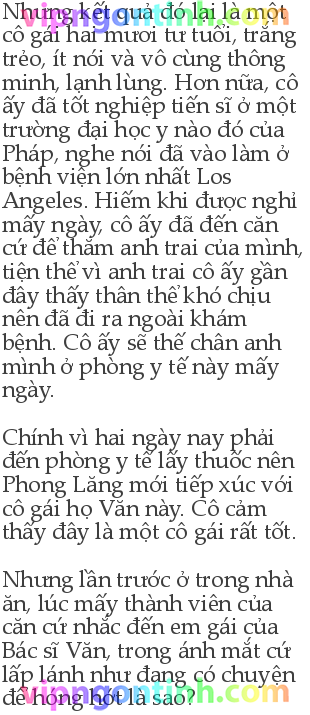 Nhưng kết quả đó lại là một
cô gái hai mươi tư tuổi, trắng
trẻo, ít nói và vô cùng thông
minh, lạnh lùng. Hơn nữa, cô
ấy đã tốt nghiệp tiến sĩ ở một
trường đại học y nào đó của
Pháp, nghe nói đã vào làm ở
bệnh viện lớn nhất Los
Angeles. Hiếm khi được nghỉ
mấy ngày, cô ấy đã đến căn
cứ để thăm anh trai của mình,
tiện thể vì anh trai cô ấy gần
đây thấy thân thể khó chịu
nên đã đi ra ngoài khám
bệnh. Cô ấy sẽ thế chân anh
mình ở phòng y tế này mấy
ngày.
Chính vì hai ngày nay phải
đến phòng y tế lấy thuốc nên
Phong Lăng mới tiếp xúc với
cô gái họ Văn này. Cô cảm
thấy đây là một cô gái rất tốt.
Nhưng lần trước ở trong nhà
ăn, lúc mấy thành viên của
căn cứ nhắc đến em gái của
Bác sĩ Văn, trong ánh mắt cứ
lấp lánh như đang có chuyện
để hóng hớt là sao?
vipngontinh.com
vipngontinh.com